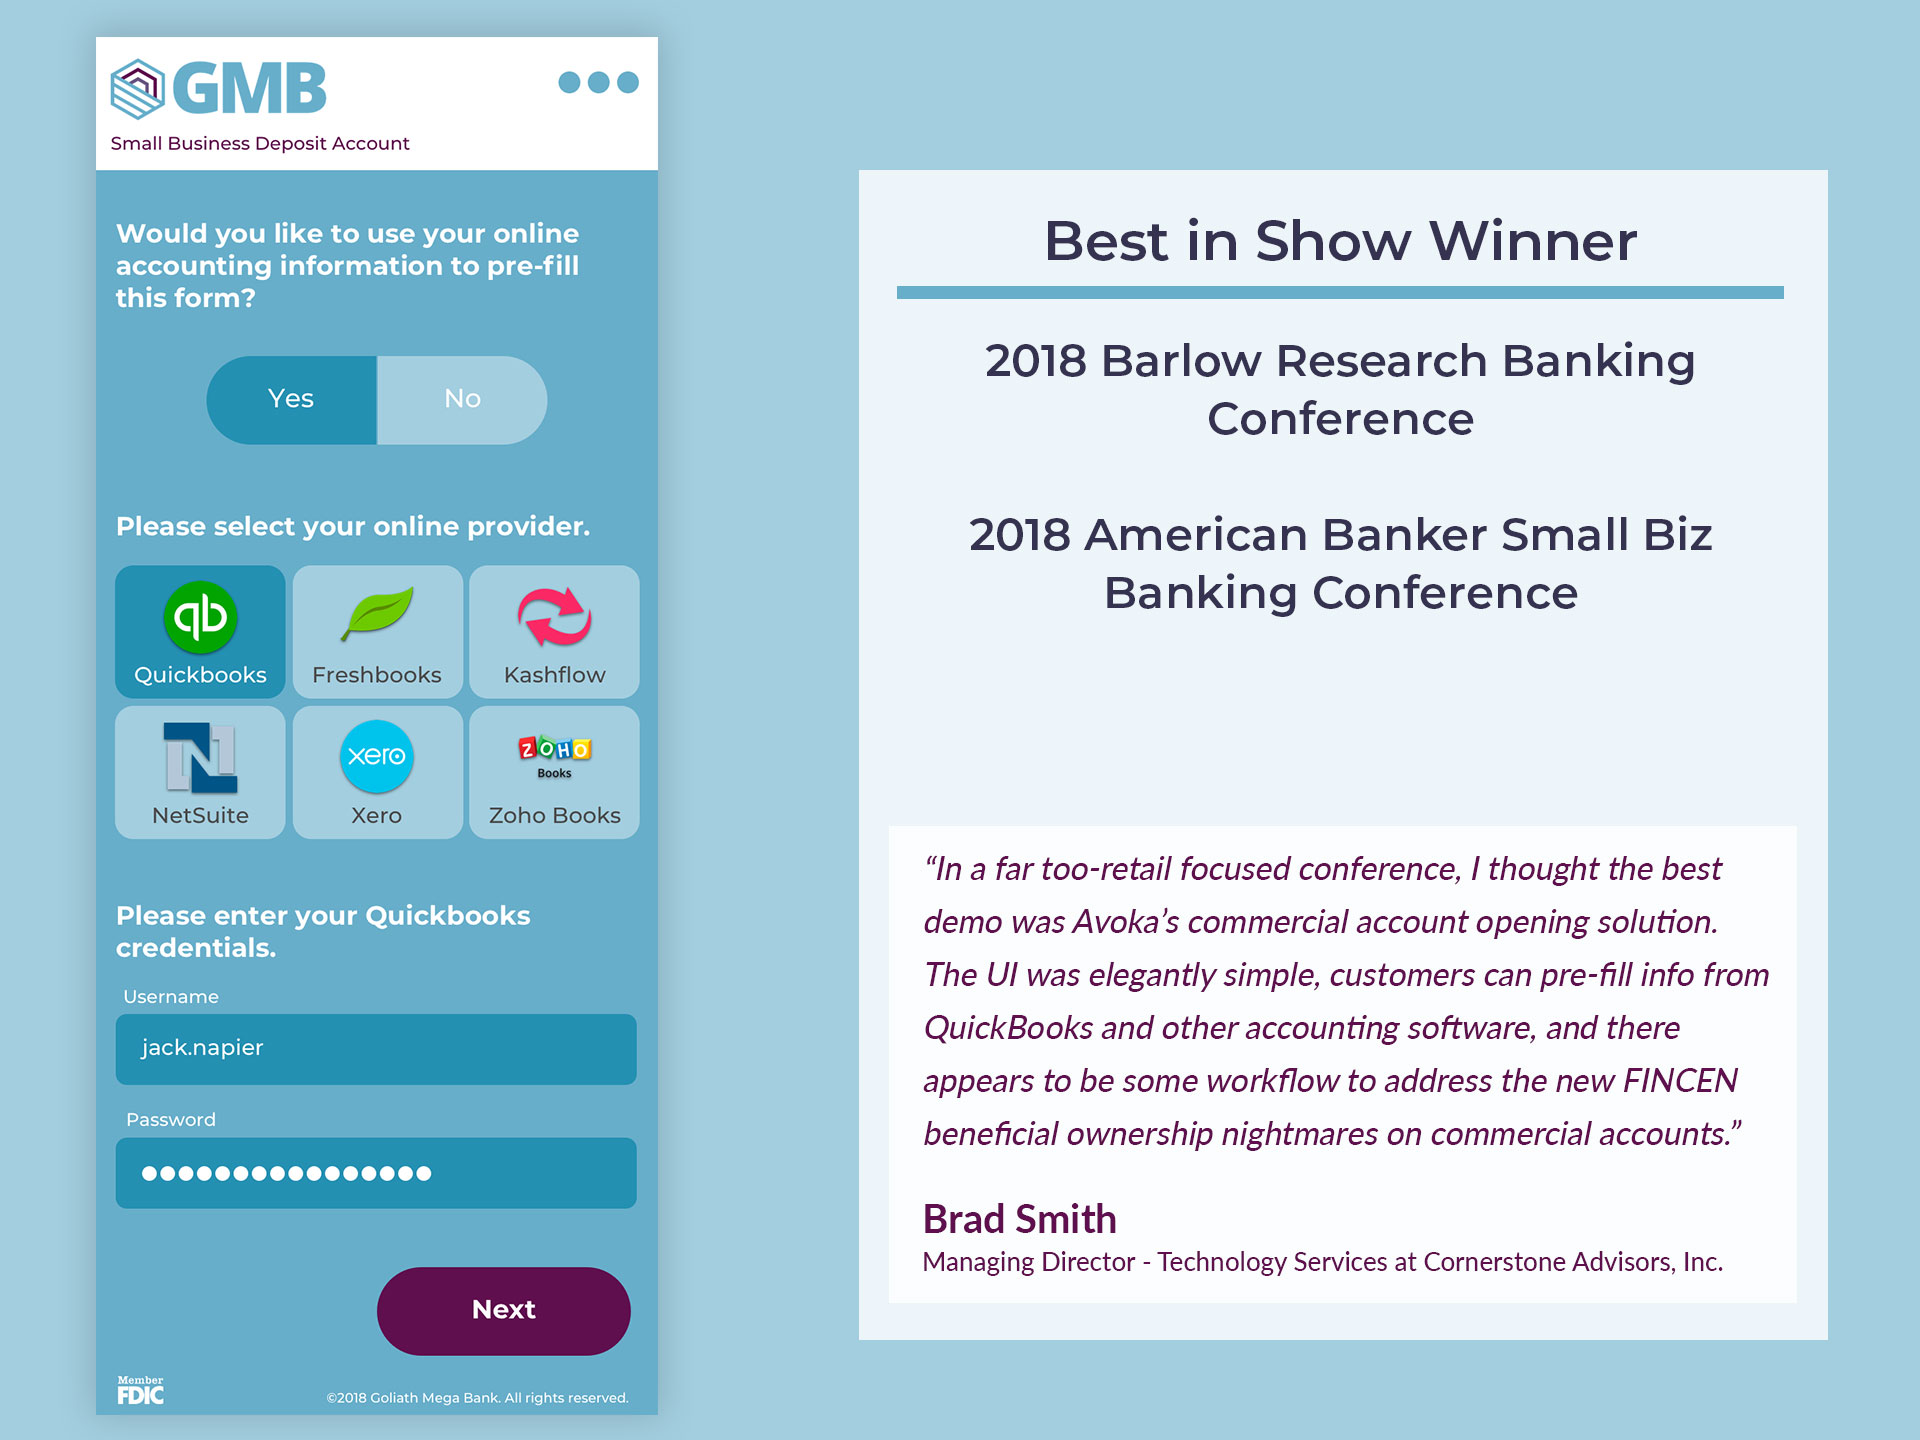 GMB
Small Business Deposit Account
Would you like to use your online
accounting information to pre-fill
this form?
Yes
No
Please select your online provider.
qb
Quickbooks
Freshbooks
Kashflow
N
NetSuite
xero
Xero
ZOHO
Books
Zoho Books
Please enter your Quickbooks
credentials.
Username
jack.napier
Password
Next
Member
FDIC
©2018 Goliath Mega Bank. All rights reserved.
Best in Show Winner
2018 Barlow Research Banking
Conference
2018 American Banker Small Biz
Banking Conference
“In a far too-retail focused conference, I thought the best
demo was Avoka’s commercial account opening solution.
The UI was elegantly simple, customers can pre-fill info from
QuickBooks and other accounting software, and there
appears to be some workflow to address the new FINCEN
beneficial ownership nightmares on commercial accounts.”
Brad Smith
Managing Director - Technology Services at Cornerstone Advisors, Inc.